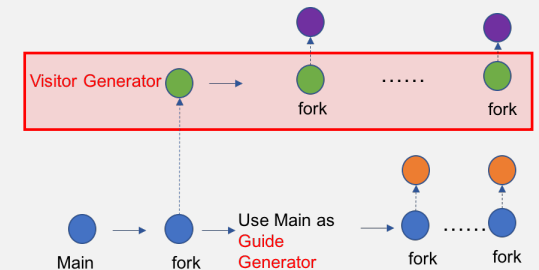 Visitor Generator
......
fork
fork
Use Main as
Guide
Generator
......
Main
fork
fork
fork